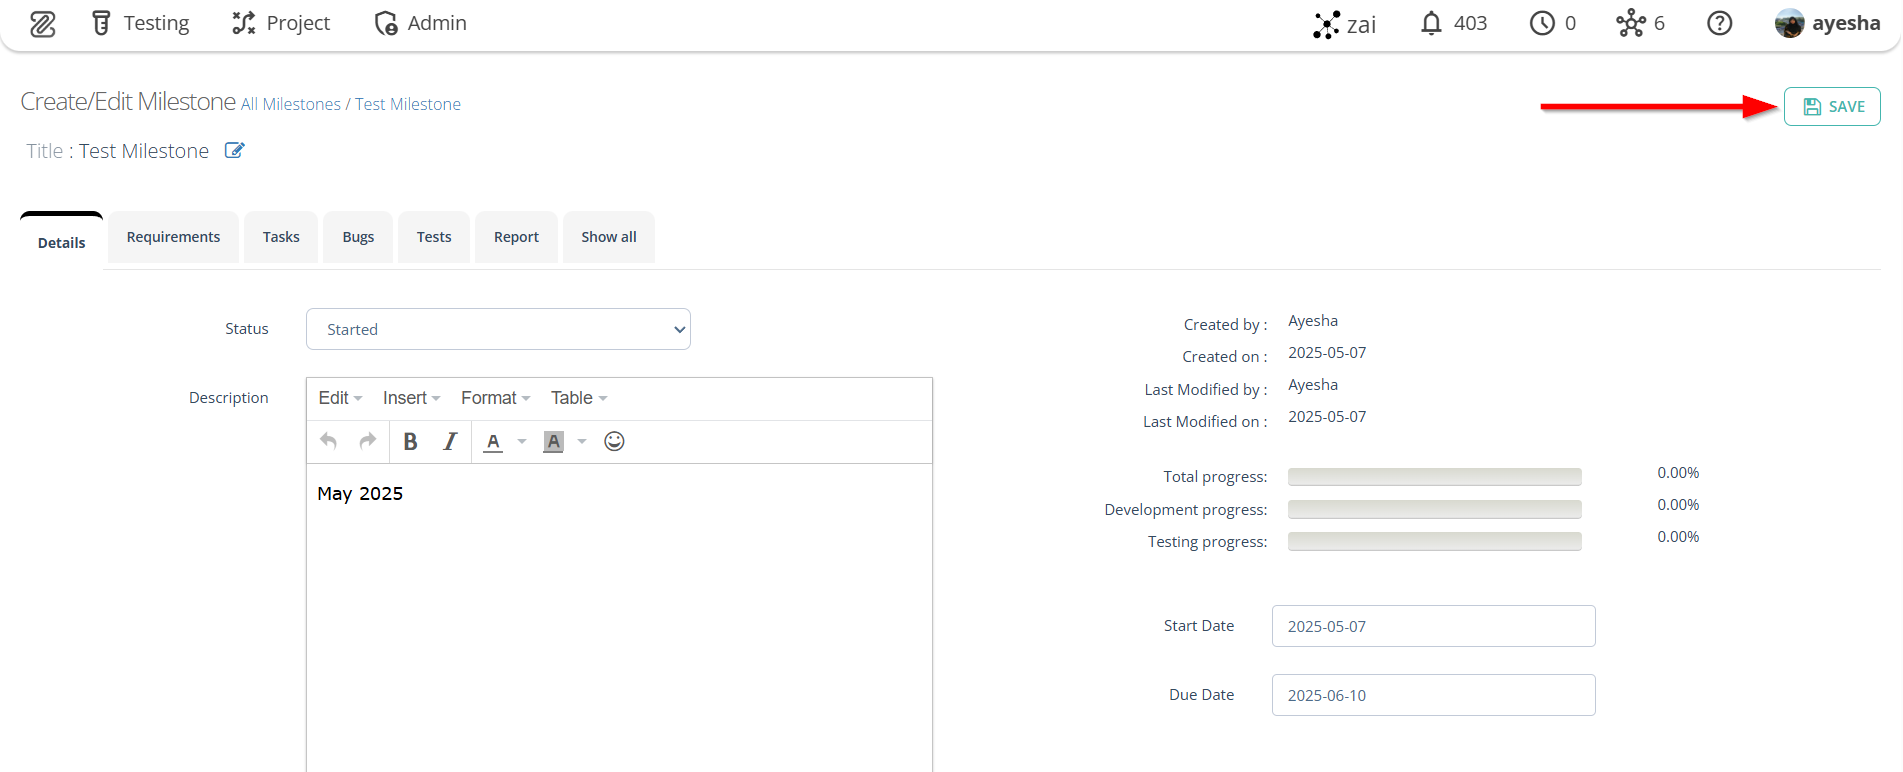 Testing Project Admin zai 403 0 6 ayesha
Create/Edit Milestone All Milestones / Test Milestone
SAVE
Title : Test Milestone
Details Requirements Tasks Bugs Tests Report Show all
Status Started
Description
Edit Insert Format Table
B I A A
May 2025
Created by : Ayesha
Created on : 2025-05-07
Last Modified by : Ayesha
Last Modified on : 2025-05-07
Total progress: 0.00%
Development progress: 0.00%
Testing progress: 0.00%
Start Date 2025-05-07
Due Date 2025-06-10